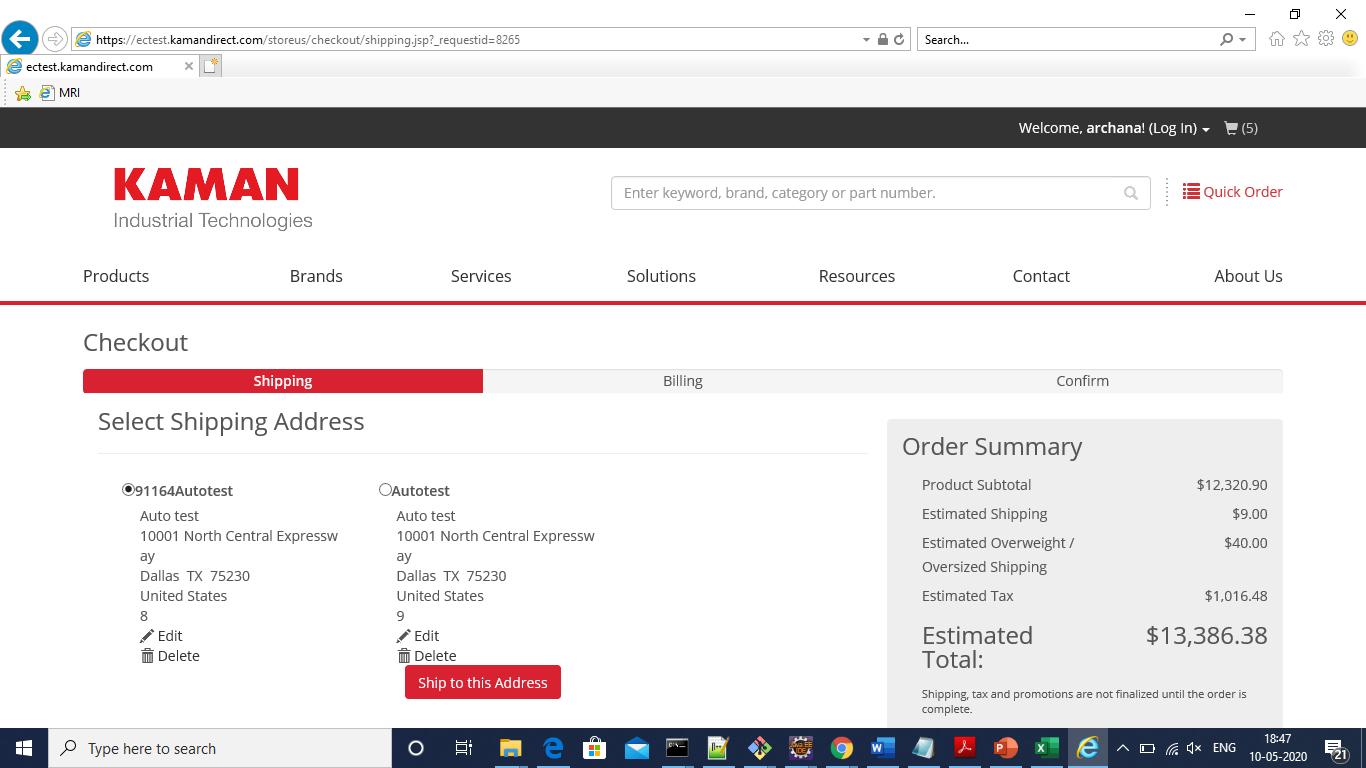 https://ectest.kamandirect.com/storeus/checkout/shipping.jsp?_requestid=8265
Search...
ectest.kamandirect.com
MRI
Welcome, archana! (Log In)
(5)
KAMAN
Industrial Technologies
Enter keyword, brand, category or part number.
Quick Order
Products
Brands
Services
Solutions
Resources
Contact
About Us
Checkout
Shipping
Billing
Confirm
Select Shipping Address
91164Autotest
Auto test
10001 North Central Expressw
ay
Dallas TX 75230
United States
8
Edit
Delete
Autotest
Auto test
10001 North Central Expressw
ay
Dallas TX 75230
United States
9
Edit
Delete
Ship to this Address
Order Summary
Product Subtotal $12,320.90
Estimated Shipping $9.00
Estimated Overweight / $40.00
Oversized Shipping
Estimated Tax $1,016.48
Estimated $13,386.38
Total:
Shipping, tax and promotions are not finalized until the order is
complete.
Type here to search
ENG
18:47
10-05-2020
21